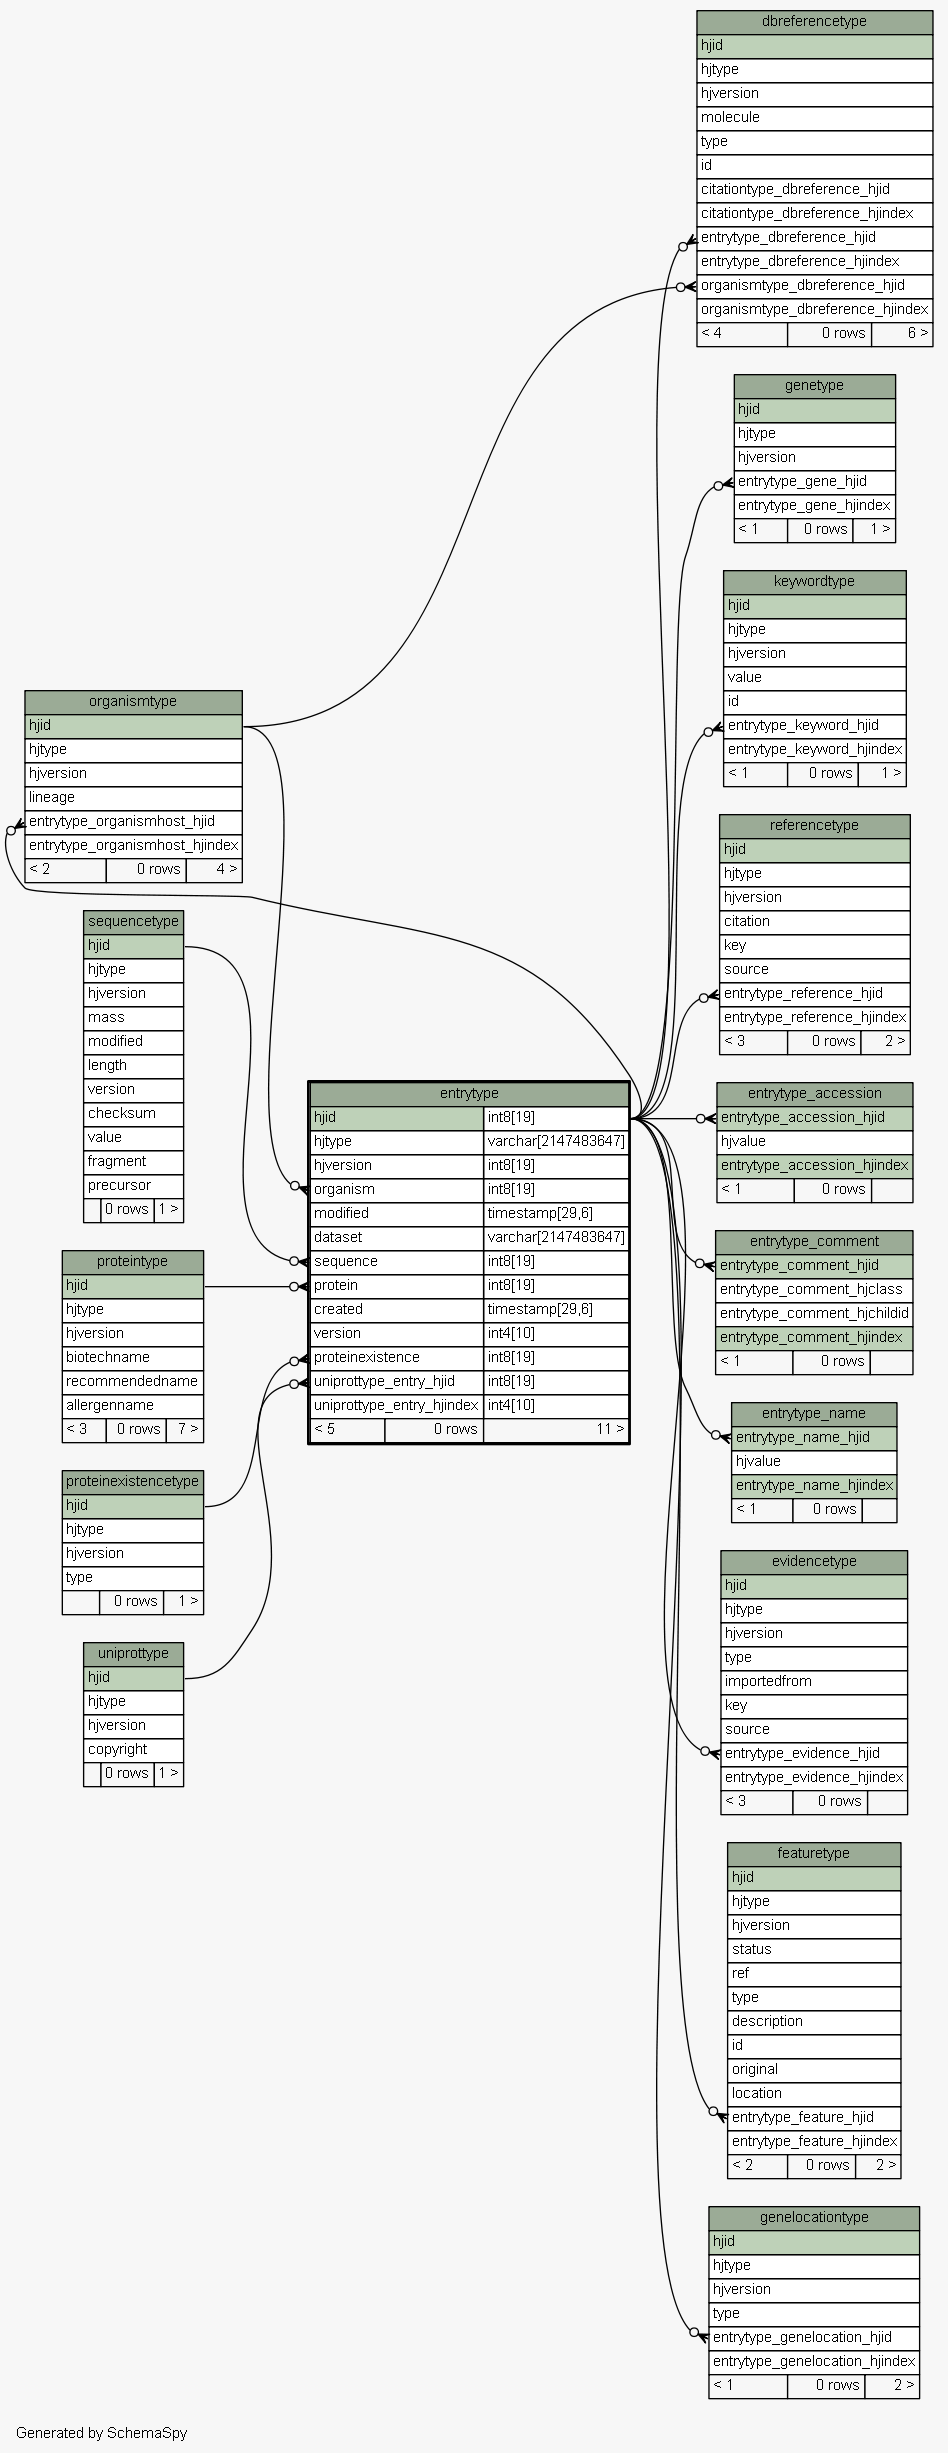 dbreferencetype
hjid
hjtype
hjversion
molecule
type
id
citationtype_dbreference_hjid
citationtype_dbreference_hjindex
entrytype_dbreference_hjid
entrytype_dbreference_hjindex
organismtype_dbreference_hjid
organismtype_dbreference_hjindex
< 4 0 rows 6 >
genetype
hjid
hjtype
hjversion
entrytype_gene_hjid
entrytype_gene_hjindex
< 1 0 rows 1 >
keywordtype
hjid
hjtype
hjversion
value
id
entrytype_keyword_hjid
entrytype_keyword_hjindex
< 1 0 rows 1 >
organismtype
hjid
hjtype
hjversion
lineage
entrytype_organismhost_hjid
entrytype_organismhost_hjindex
< 2 0 rows 4 >
referencetype
hjid
hjtype
hjversion
citation
key
source
entrytype_reference_hjid
entrytype_reference_hjindex
< 3 0 rows 2 >
sequencetype
hjid
hjtype
hjversion
mass
modified
length
version
checksum
value
fragment
precursor
0 rows 1 >
entrytype
hjid int8[19]
hjtype varchar[2147483647]
hjversion int8[19]
organism int8[19]
modified timestamp[29,6]
dataset varchar[2147483647]
sequence int8[19]
protein int8[19]
created timestamp[29,6]
version int4[10]
proteinexistence int8[19]
uniprottype_entry_hjid int8[19]
uniprottype_entry_hjindex int4[10]
< 5 0 rows 11 >
entrytype_accession
entrytype_accession_hjid
hjvalue
entrytype_accession_hjindex
< 1 0 rows
entrytype_comment
entrytype_comment_hjid
entrytype_comment_hjclass
entrytype_comment_hjchildid
entrytype_comment_hjindex
< 1 0 rows
proteintype
hjid
hjtype
hjversion
biotechname
recommendedname
allergenname
< 3 0 rows 7 >
entrytype_name
entrytype_name_hjid
hjvalue
entrytype_name_hjindex
< 1 0 rows
proteinexistencetype
hjid
hjtype
hjversion
type
0 rows 1 >
evidencetype
hjid
hjtype
hjversion
type
importedfrom
key
source
entrytype_evidence_hjid
entrytype_evidence_hjindex
< 3 0 rows
uniprottype
hjid
hjtype
hjversion
copyright
0 rows 1 >
featuretype
hjid
hjtype
hjversion
status
ref
type
description
id
original
location
entrytype_feature_hjid
entrytype_feature_hjindex
< 2 0 rows 2 >
genelocationtype
hjid
hjtype
hjversion
type
entrytype_genelocation_hjid
entrytype_genelocation_hjindex
< 1 0 rows 2 >
Generated by SchemaSpy